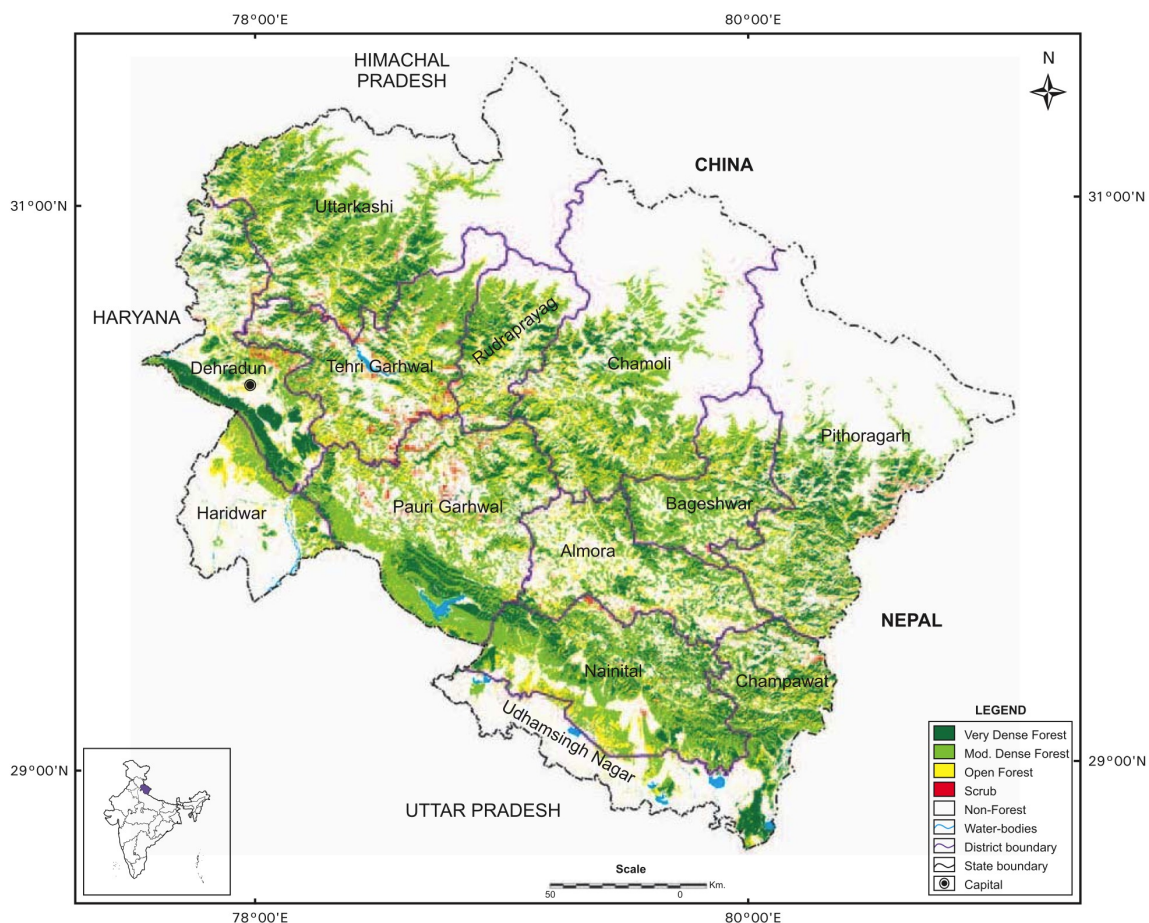 78°00'E
80°00'E
HIMACHAL
PRADESH
N
CHINA
31°00'N
31°00'N
Uttarkashi
HARYANA
Rudraprayag
Dehradun
Tehri Garhwal
Chamoli
Pithoragarh
Haridwar
Pauri Garhwal
Bageshwar
Almora
NEPAL
Nainital
Champawat
Udhamsingh Nagar
29°00'N
29°00'N
UTTAR PRADESH
LEGEND
Very Dense Forest
Mod. Dense Forest
Open Forest
Scrub
Non-Forest
Water-bodies
District boundary
State boundary
Capital
Scale
50
0
Km.
78°00'E
80°00'E